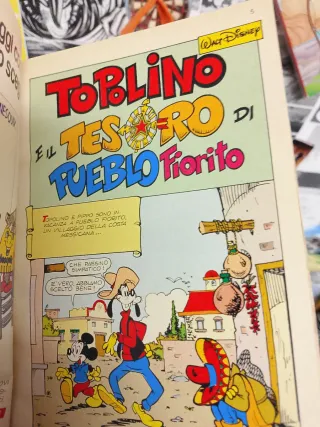 WALT DISNEY
TOPOLINO
E IL TESORO DI
PUEBLO Fiorito
TOPOLINO & PIPPO SONO IN
VACANZA A PUEBLO FIORITO,
UN VILLAGGIO DELLA COSTA
MESSICANA...
CHE PAESINO
SIMPATICO!
E' VERO, ABBIAMO
SCELTO BENE!